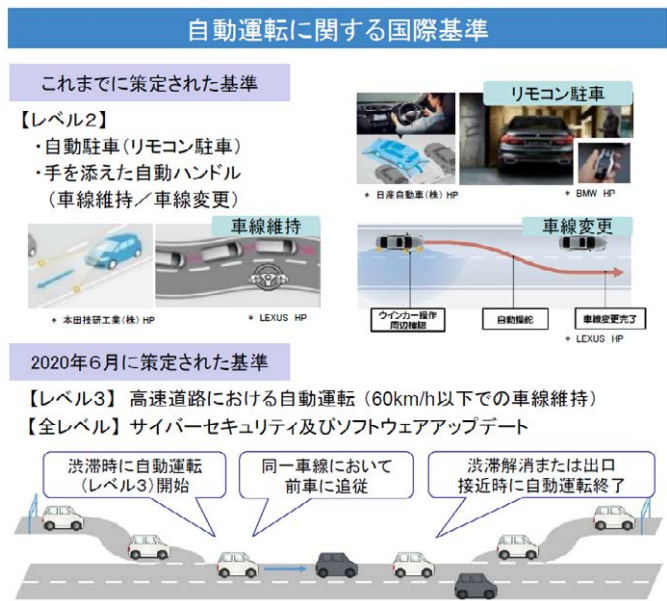 自動運転に関する国際基準
これまでに策定された基準
【レベル２】
・自動駐車(リモコン駐車)
・手を添えた自動ハンドル
(車線維持／車線変更)
リモコン駐車
* 日産自動車(株) HP
* BMW HP
車線維持
* 本田技研工業(株) HP
* LEXUS HP
車線変更
ウインカー操作
周辺確認
自動操舵
車線変更完了
* LEXUS HP
2020年６月に策定された基準
【レベル３】 高速道路における自動運転 (60km/h以下での車線維持)
【全レベル】 サイバーセキュリティ及びソフトウェアアップデート
渋滞時に自動運転
(レベル３)開始
同一車線において
前車に追従
渋滞解消または出口
接近時に自動運転終了